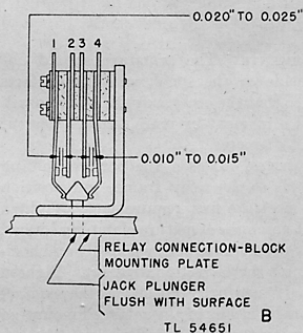 0.020" TO 0.025"
1 2 3 4
0.010" TO 0.015"
RELAY CONNECTION-BLOCK
MOUNTING PLATE
JACK PLUNGER
FLUSH WITH SURFACE
B
TL 54651